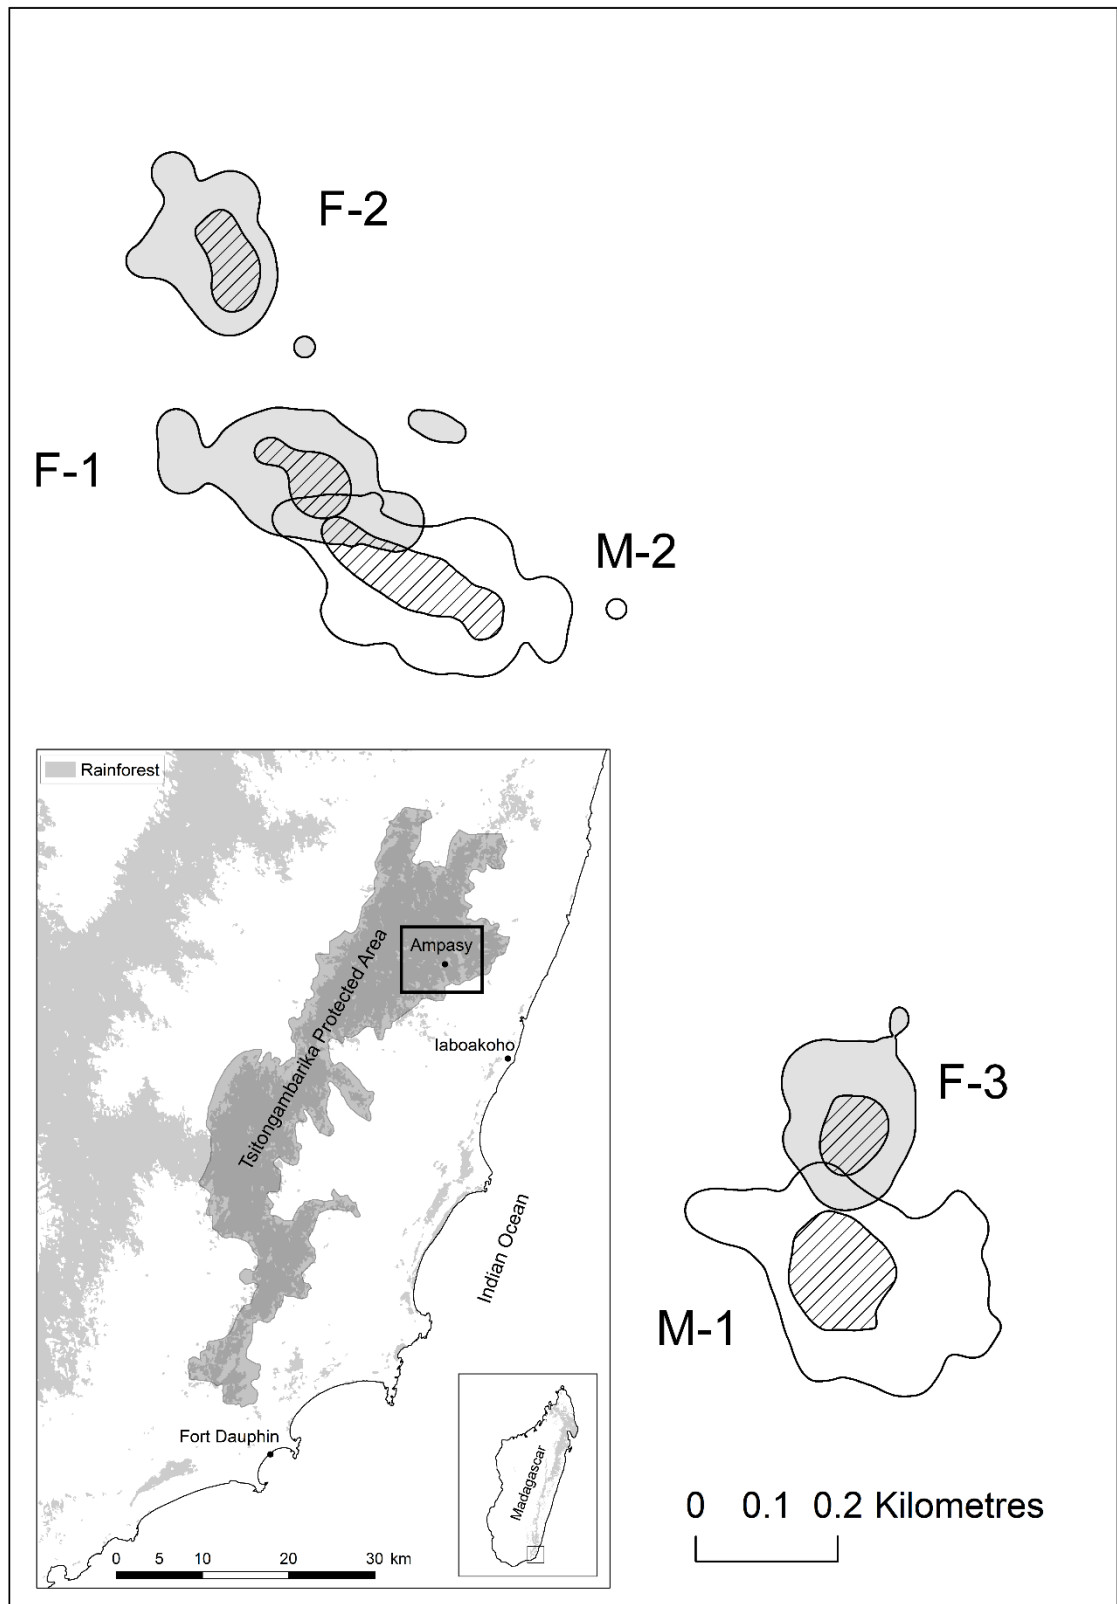 F-2
F-1
M-2
Rainforest
Ampasy
Tsitongambarika Protected Area
Iaboakoho
Indian Ocean
Fort Dauphin
Madagascar
0 5 10 20 30 km
F-3
M-1
0 0.1 0.2 Kilometres